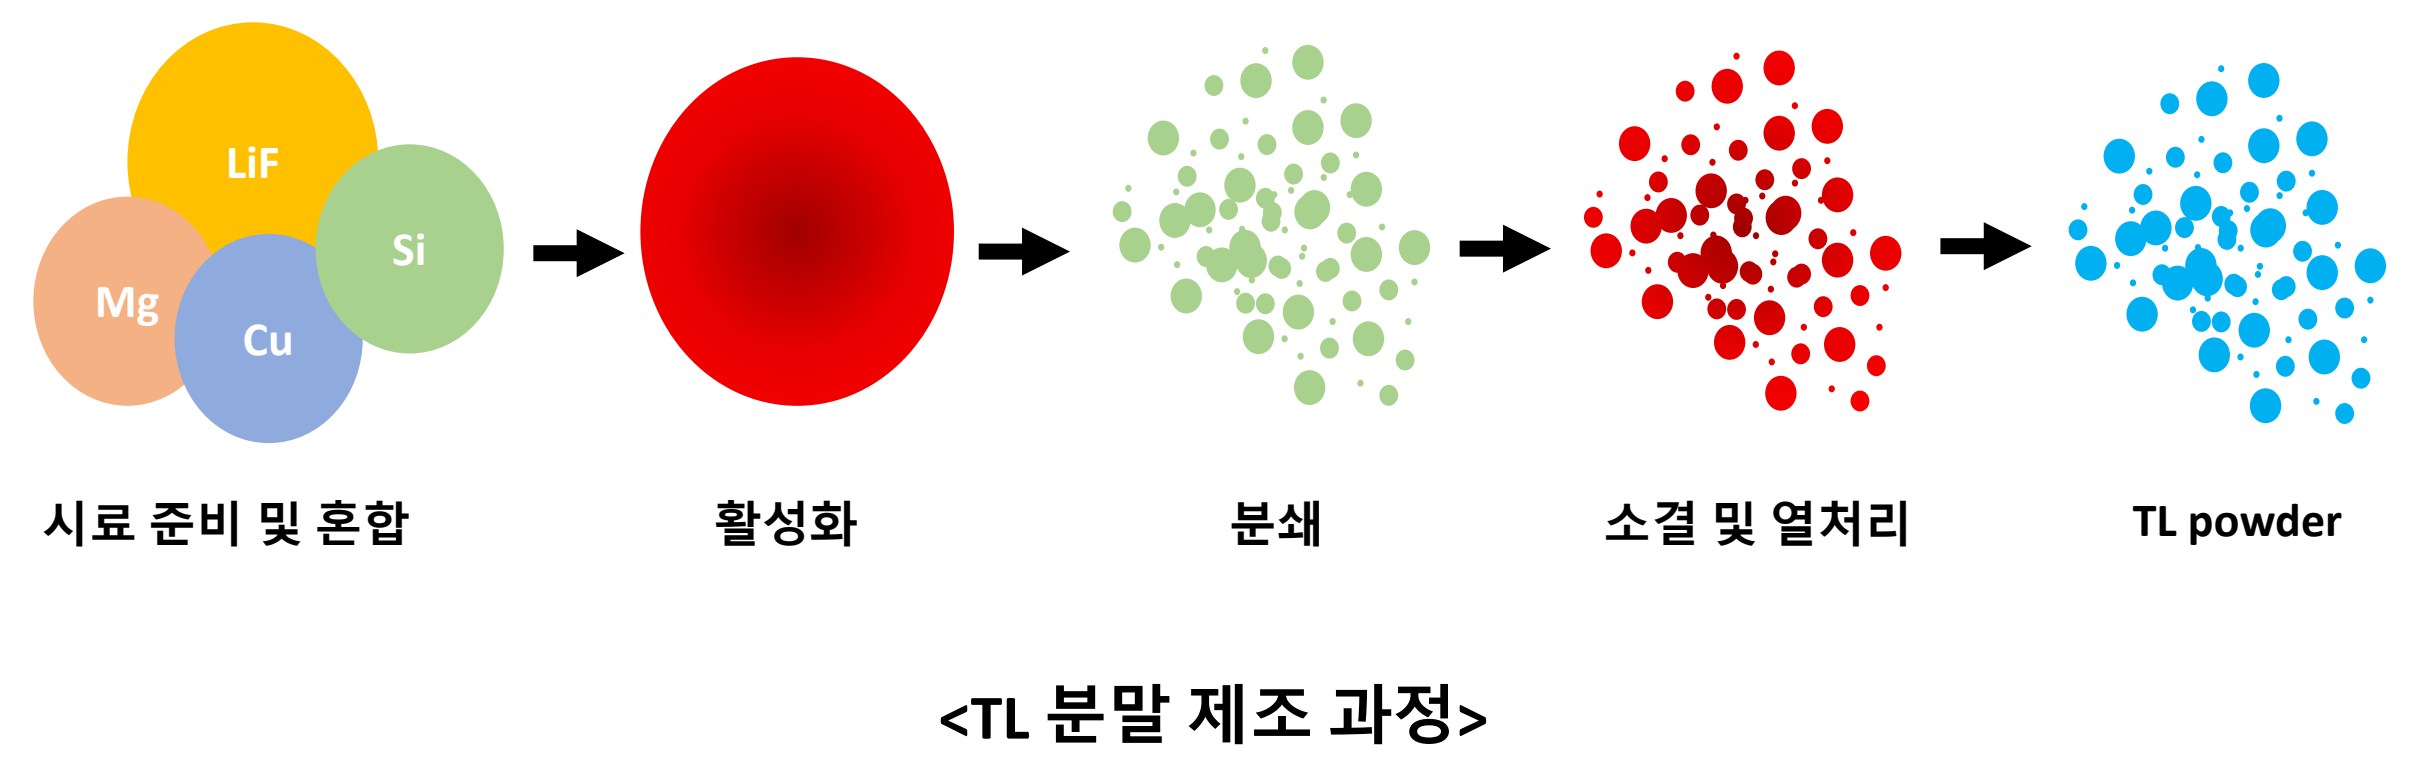 LiF
Si
Mg
Cu
시료 준비 및 혼합
활성화
분쇄
소결 및 열처리
TL powder
<TL 분말 제조 과정>